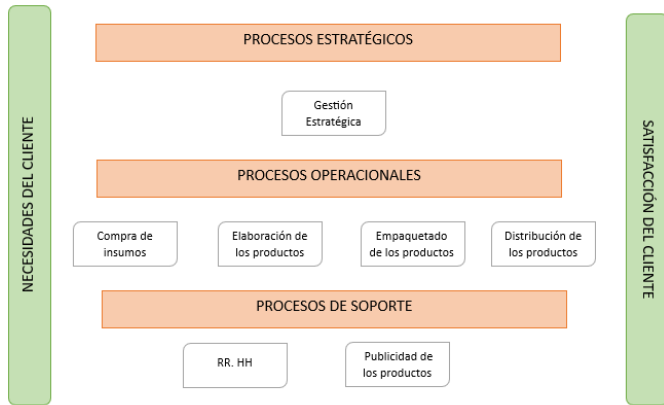 NECESIDADES DEL CLIENTE
PROCESOS ESTRATÉGICOS
Gestión
Estratégica
PROCESOS OPERACIONALES
Compra de
insumos
Elaboración de
los productos
Empaquetado
de los productos
Distribución de
los productos
PROCESOS DE SOPORTE
RR. HH
Publicidad de
los productos
SATISFACCIÓN DEL CLIENTE